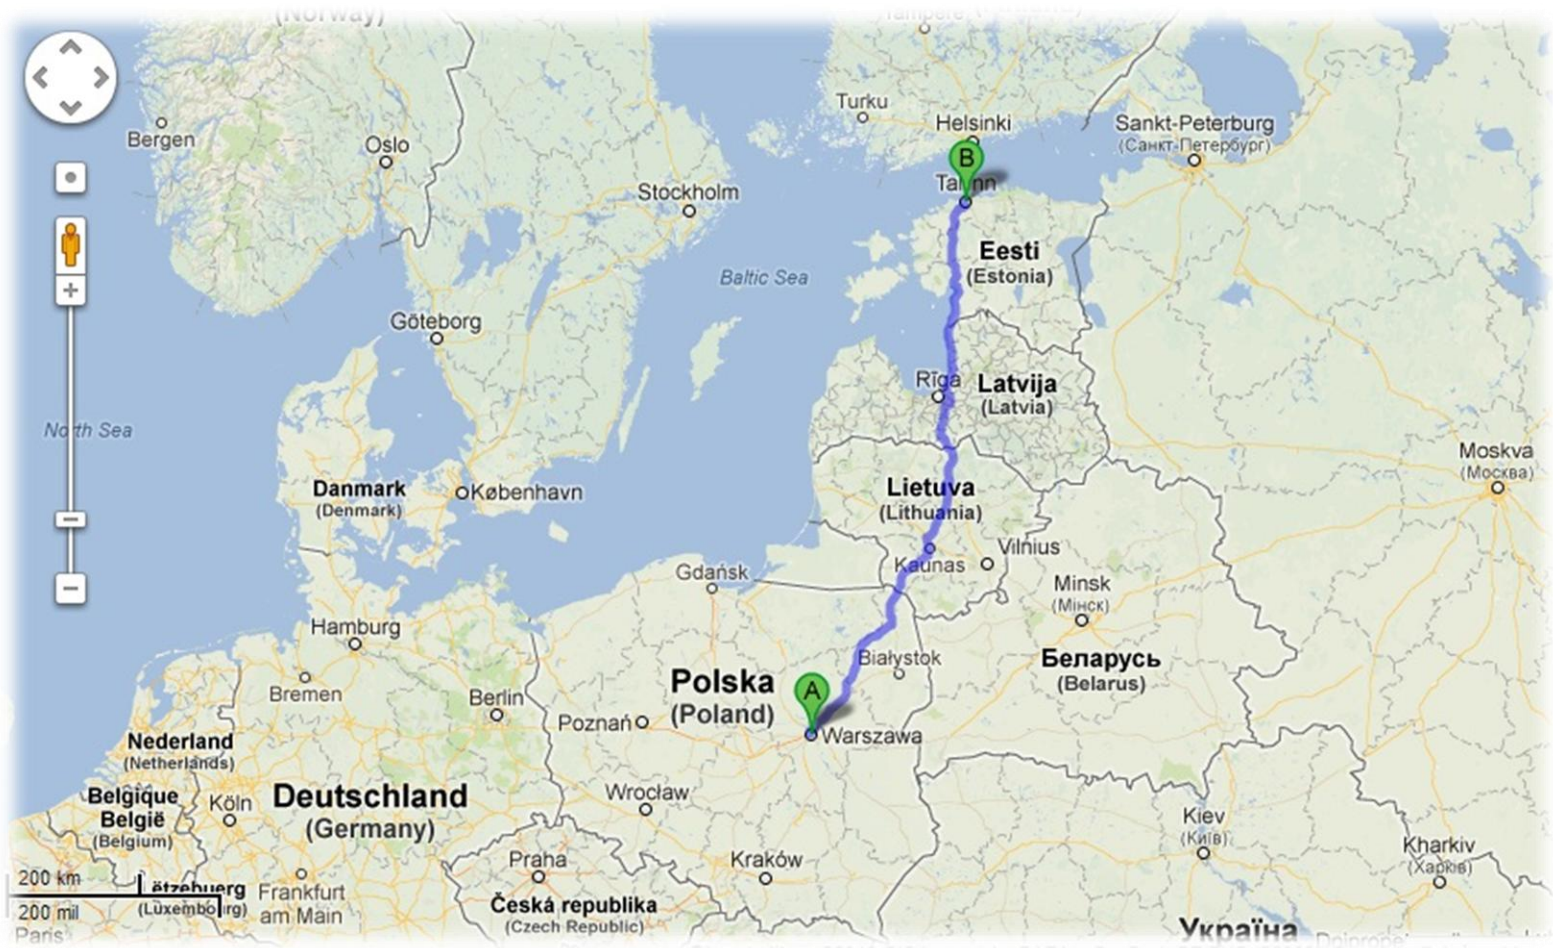 (Norway)
Turku
Helsinki
Sankt-Peterburg
(Санкт-Петербург)
Bergen
Oslo
B
Stockholm
Tallinn
Eesti
(Estonia)
Baltic Sea
Göteborg
Rīga
Latvija
(Latvia)
North Sea
Moskva
(Москва)
Danmark
(Denmark)
København
Lietuva
(Lithuania)
Vilnius
Kaunas
Gdańsk
Minsk
(Мінск)
Hamburg
Białystok
Беларусь
(Belarus)
Polska
(Poland)
A
Bremen
Berlin
Poznań
Warszawa
Nederland
(Netherlands)
Belgique
België
(Belgium)
Köln
Deutschland
(Germany)
Wrocław
Kiev
(Київ)
Kharkiv
(Харків)
Praha
Kraków
200 km
ëtzebuerg
(Luxembourg)
Frankfurt
am Main
Česká republika
(Czech Republic)
200 mil
Paris
Україна